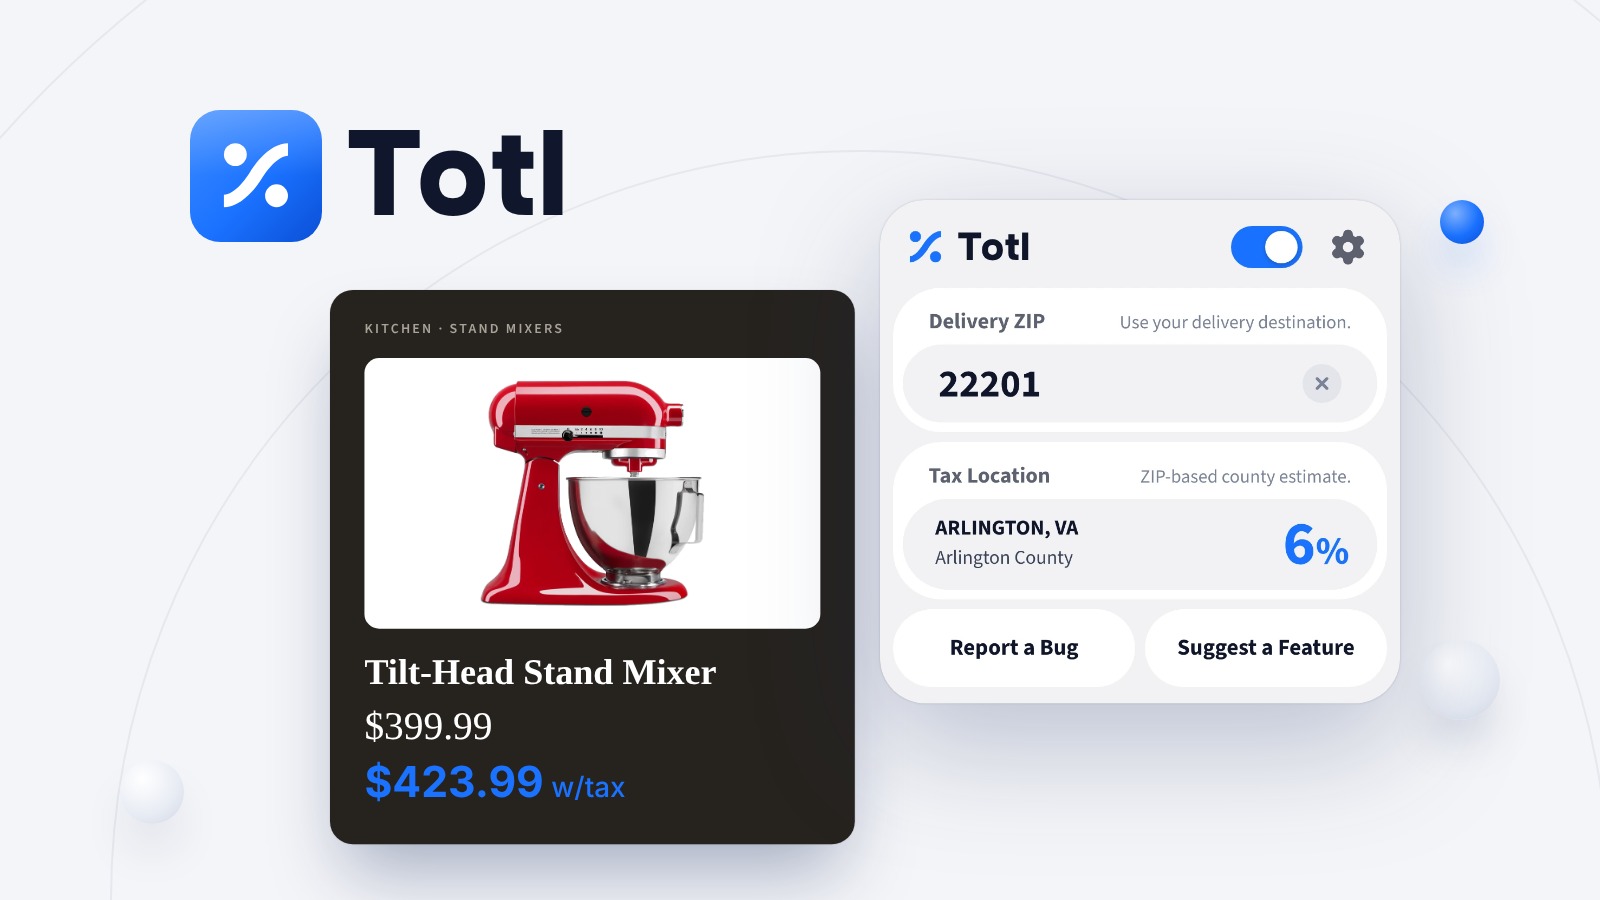 Totl
KITCHEN · STAND MIXERS
Tilt-Head Stand Mixer
$399.99
$423.99 w/tax
Totl
Delivery ZIP
Use your delivery destination.
22201
Tax Location
ZIP-based county estimate.
ARLINGTON, VA
Arlington County
6%
Report a Bug
Suggest a Feature